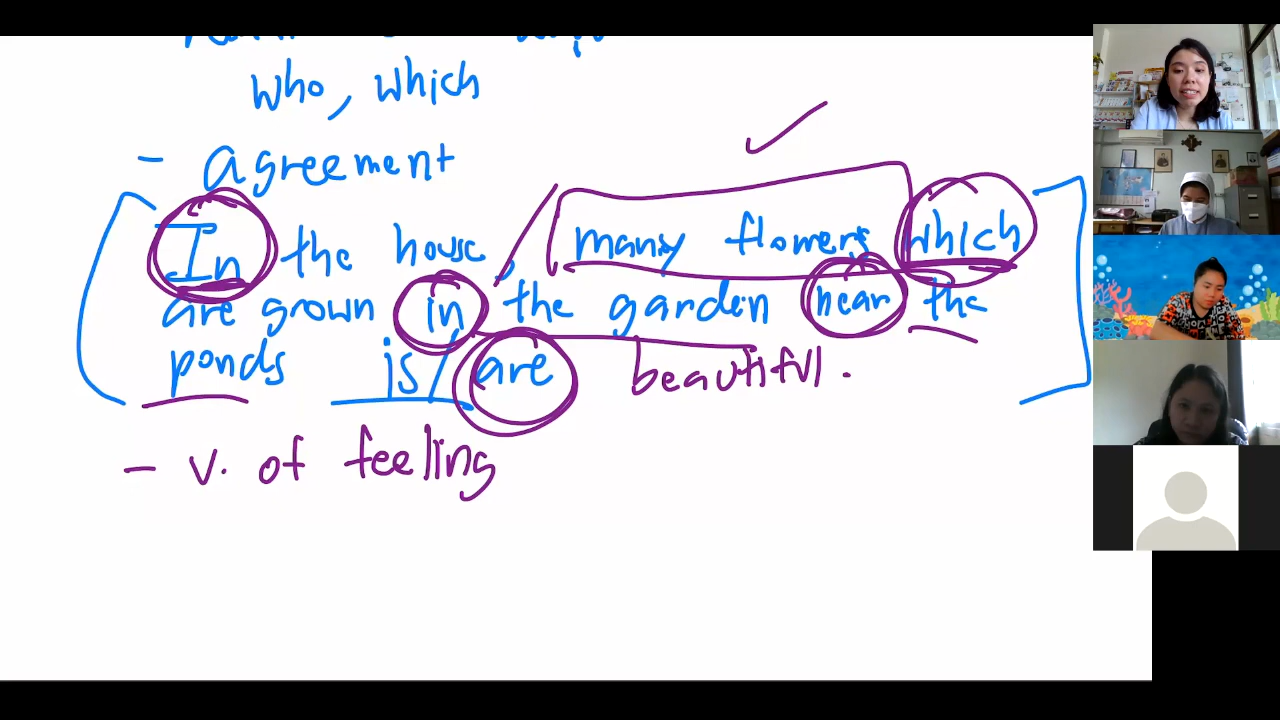 who, which
- agreement
In the house, many flowers which
are grown in the garden near the
ponds is/are beautiful.
- v. of feeling